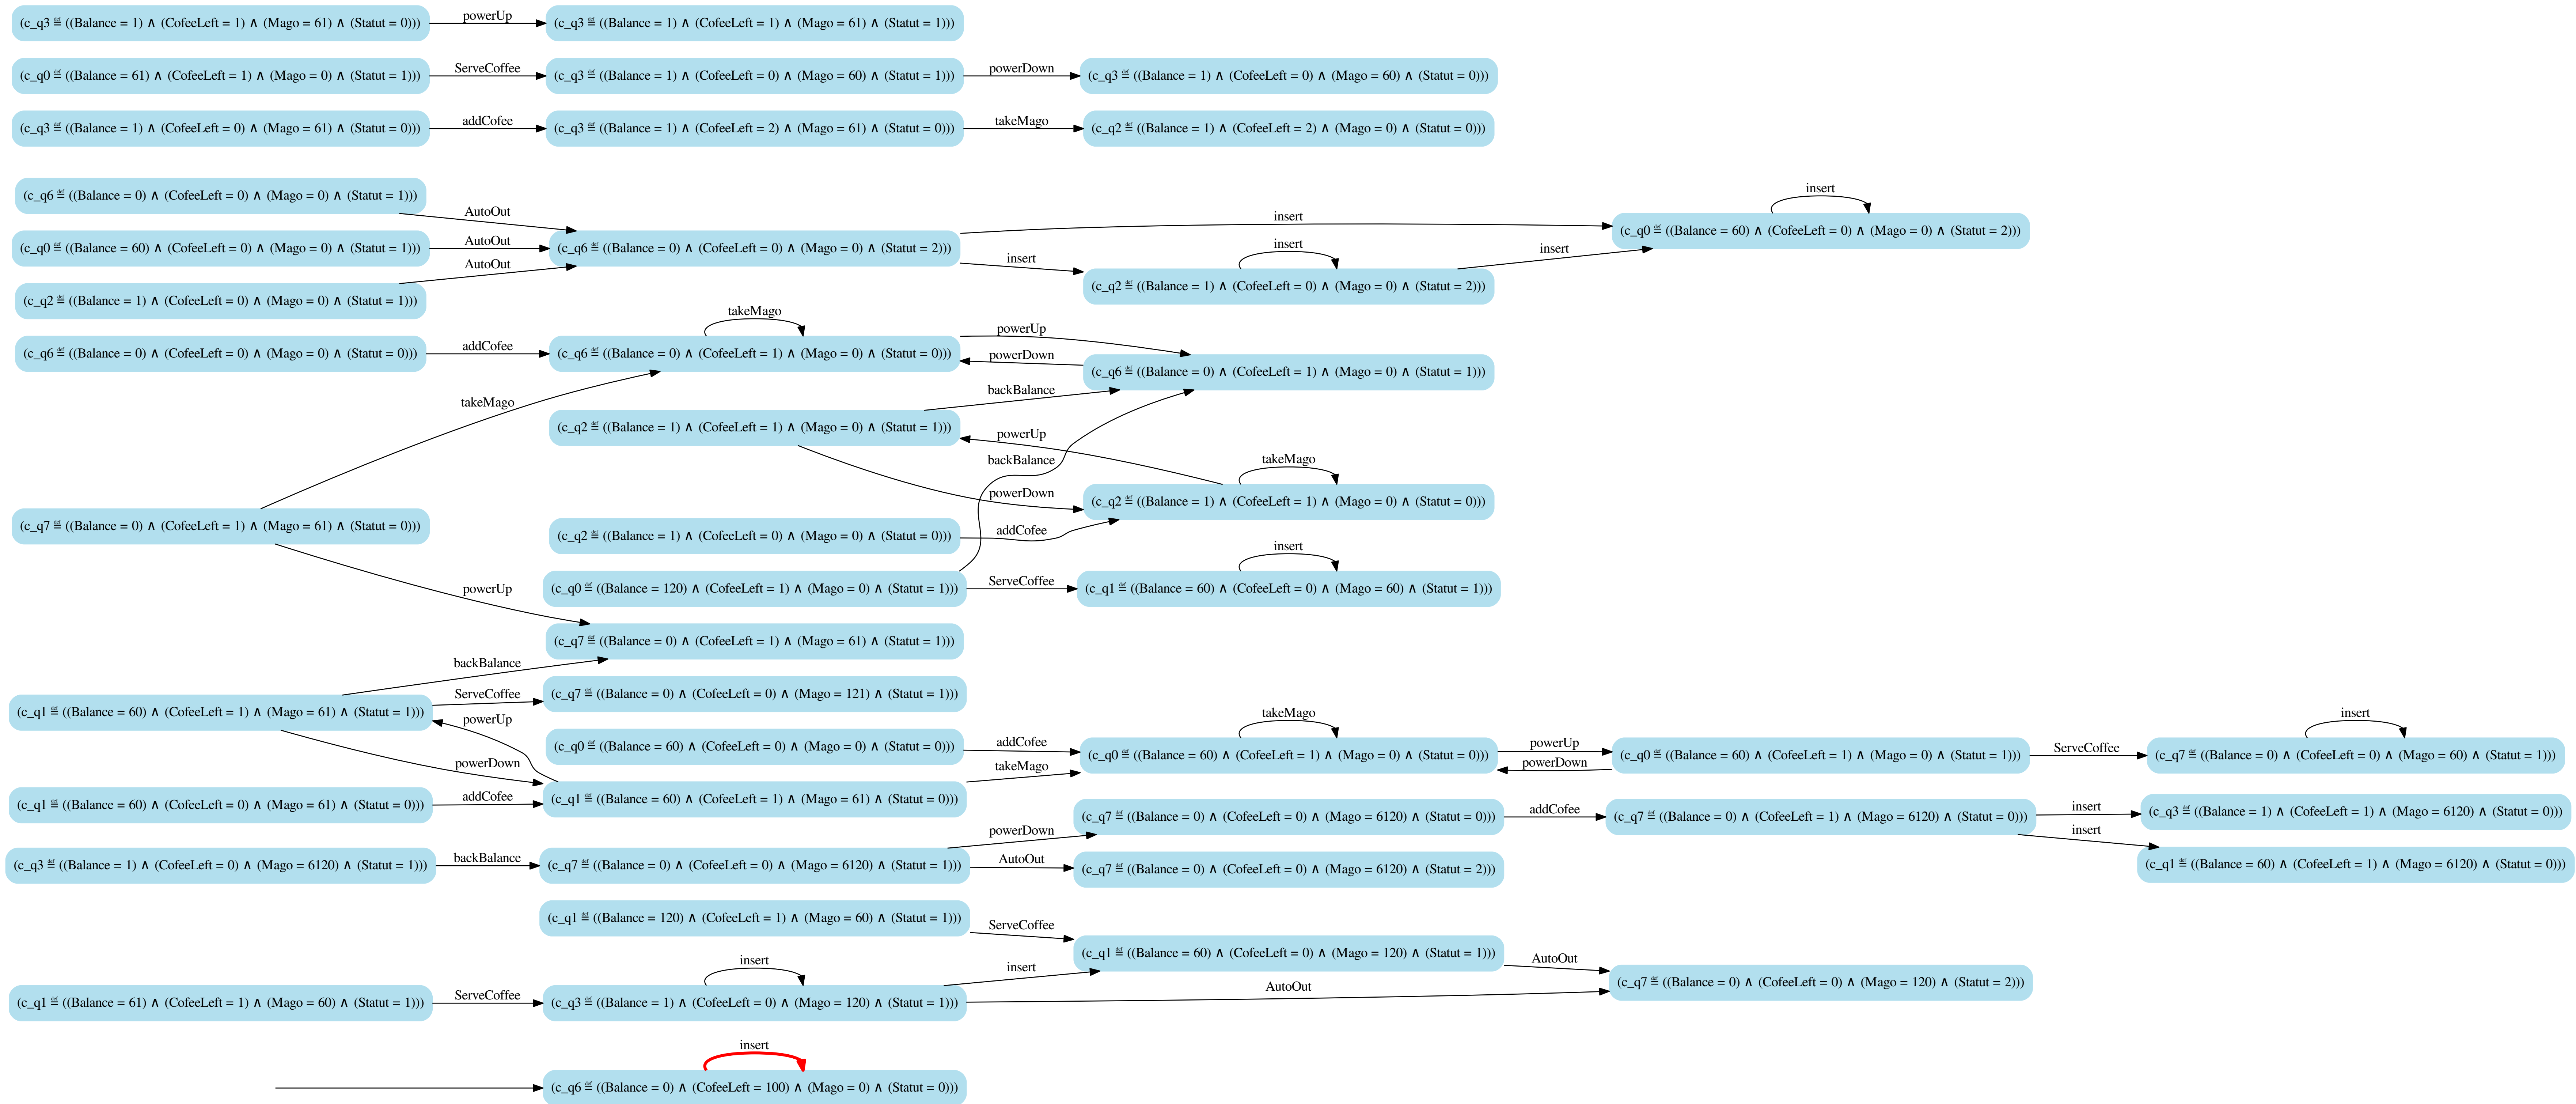 (c_q3 ≝ ((Balance = 1) ∧ (CofeeLeft = 1) ∧ (Mago = 61) ∧ (Statut = 0))) powerUp (c_q3 ≝ ((Balance = 1) ∧ (CofeeLeft = 1) ∧ (Mago = 61) ∧ (Statut = 1)))
(c_q0 ≝ ((Balance = 61) ∧ (CofeeLeft = 1) ∧ (Mago = 0) ∧ (Statut = 1))) ServeCoffee (c_q3 ≝ ((Balance = 1) ∧ (CofeeLeft = 0) ∧ (Mago = 60) ∧ (Statut = 1))) powerDown (c_q3 ≝ ((Balance = 1) ∧ (CofeeLeft = 0) ∧ (Mago = 60) ∧ (Statut = 0)))
(c_q3 ≝ ((Balance = 1) ∧ (CofeeLeft = 0) ∧ (Mago = 61) ∧ (Statut = 0))) addCofee (c_q3 ≝ ((Balance = 1) ∧ (CofeeLeft = 2) ∧ (Mago = 61) ∧ (Statut = 0))) takeMago (c_q2 ≝ ((Balance = 1) ∧ (CofeeLeft = 2) ∧ (Mago = 0) ∧ (Statut = 0)))
insert
(c_q6 ≝ ((Balance = 0) ∧ (CofeeLeft = 0) ∧ (Mago = 0) ∧ (Statut = 1)))
AutoOut
insert
(c_q0 ≝ ((Balance = 60) ∧ (CofeeLeft = 0) ∧ (Mago = 0) ∧ (Statut = 2)))
(c_q0 ≝ ((Balance = 60) ∧ (CofeeLeft = 0) ∧ (Mago = 0) ∧ (Statut = 1))) AutoOut (c_q6 ≝ ((Balance = 0) ∧ (CofeeLeft = 0) ∧ (Mago = 0) ∧ (Statut = 2)))
insert
insert
insert
AutoOut
(c_q2 ≝ ((Balance = 1) ∧ (CofeeLeft = 0) ∧ (Mago = 0) ∧ (Statut = 2)))
(c_q2 ≝ ((Balance = 1) ∧ (CofeeLeft = 0) ∧ (Mago = 0) ∧ (Statut = 1)))
takeMago
powerUp
(c_q6 ≝ ((Balance = 0) ∧ (CofeeLeft = 0) ∧ (Mago = 0) ∧ (Statut = 0))) addCofee (c_q6 ≝ ((Balance = 0) ∧ (CofeeLeft = 1) ∧ (Mago = 0) ∧ (Statut = 0)))
powerDown
(c_q6 ≝ ((Balance = 0) ∧ (CofeeLeft = 1) ∧ (Mago = 0) ∧ (Statut = 1)))
backBalance
takeMago
(c_q2 ≝ ((Balance = 1) ∧ (CofeeLeft = 1) ∧ (Mago = 0) ∧ (Statut = 1)))
powerUp
backBalance
takeMago
powerDown
(c_q2 ≝ ((Balance = 1) ∧ (CofeeLeft = 1) ∧ (Mago = 0) ∧ (Statut = 0)))
(c_q7 ≝ ((Balance = 0) ∧ (CofeeLeft = 1) ∧ (Mago = 61) ∧ (Statut = 0)))
(c_q2 ≝ ((Balance = 1) ∧ (CofeeLeft = 0) ∧ (Mago = 0) ∧ (Statut = 0))) addCofee
insert
powerUp
(c_q0 ≝ ((Balance = 120) ∧ (CofeeLeft = 1) ∧ (Mago = 0) ∧ (Statut = 1))) ServeCoffee (c_q1 ≝ ((Balance = 60) ∧ (CofeeLeft = 0) ∧ (Mago = 60) ∧ (Statut = 1)))
(c_q7 ≝ ((Balance = 0) ∧ (CofeeLeft = 1) ∧ (Mago = 61) ∧ (Statut = 1)))
backBalance
ServeCoffee (c_q7 ≝ ((Balance = 0) ∧ (CofeeLeft = 0) ∧ (Mago = 121) ∧ (Statut = 1)))
(c_q1 ≝ ((Balance = 60) ∧ (CofeeLeft = 1) ∧ (Mago = 61) ∧ (Statut = 1)))
powerUp
takeMago
insert
(c_q0 ≝ ((Balance = 60) ∧ (CofeeLeft = 0) ∧ (Mago = 0) ∧ (Statut = 0))) addCofee (c_q0 ≝ ((Balance = 60) ∧ (CofeeLeft = 1) ∧ (Mago = 0) ∧ (Statut = 0))) powerUp (c_q0 ≝ ((Balance = 60) ∧ (CofeeLeft = 1) ∧ (Mago = 0) ∧ (Statut = 1))) ServeCoffee (c_q7 ≝ ((Balance = 0) ∧ (CofeeLeft = 0) ∧ (Mago = 60) ∧ (Statut = 1)))
powerDown
takeMago
powerDown
(c_q1 ≝ ((Balance = 60) ∧ (CofeeLeft = 0) ∧ (Mago = 61) ∧ (Statut = 0))) addCofee (c_q1 ≝ ((Balance = 60) ∧ (CofeeLeft = 1) ∧ (Mago = 61) ∧ (Statut = 0)))
(c_q7 ≝ ((Balance = 0) ∧ (CofeeLeft = 0) ∧ (Mago = 6120) ∧ (Statut = 0))) addCofee (c_q7 ≝ ((Balance = 0) ∧ (CofeeLeft = 1) ∧ (Mago = 6120) ∧ (Statut = 0))) insert (c_q3 ≝ ((Balance = 1) ∧ (CofeeLeft = 1) ∧ (Mago = 6120) ∧ (Statut = 0)))
powerDown
insert
(c_q3 ≝ ((Balance = 1) ∧ (CofeeLeft = 0) ∧ (Mago = 6120) ∧ (Statut = 1))) backBalance (c_q7 ≝ ((Balance = 0) ∧ (CofeeLeft = 0) ∧ (Mago = 6120) ∧ (Statut = 1))) AutoOut (c_q7 ≝ ((Balance = 0) ∧ (CofeeLeft = 0) ∧ (Mago = 6120) ∧ (Statut = 2)))
(c_q1 ≝ ((Balance = 60) ∧ (CofeeLeft = 1) ∧ (Mago = 6120) ∧ (Statut = 0)))
(c_q1 ≝ ((Balance = 120) ∧ (CofeeLeft = 1) ∧ (Mago = 60) ∧ (Statut = 1)))
ServeCoffee
(c_q1 ≝ ((Balance = 60) ∧ (CofeeLeft = 0) ∧ (Mago = 120) ∧ (Statut = 1)))
insert
insert
AutoOut
(c_q7 ≝ ((Balance = 0) ∧ (CofeeLeft = 0) ∧ (Mago = 120) ∧ (Statut = 2)))
AutoOut
(c_q1 ≝ ((Balance = 61) ∧ (CofeeLeft = 1) ∧ (Mago = 60) ∧ (Statut = 1))) ServeCoffee (c_q3 ≝ ((Balance = 1) ∧ (CofeeLeft = 0) ∧ (Mago = 120) ∧ (Statut = 1)))
insert
(c_q6 ≝ ((Balance = 0) ∧ (CofeeLeft = 100) ∧ (Mago = 0) ∧ (Statut = 0)))